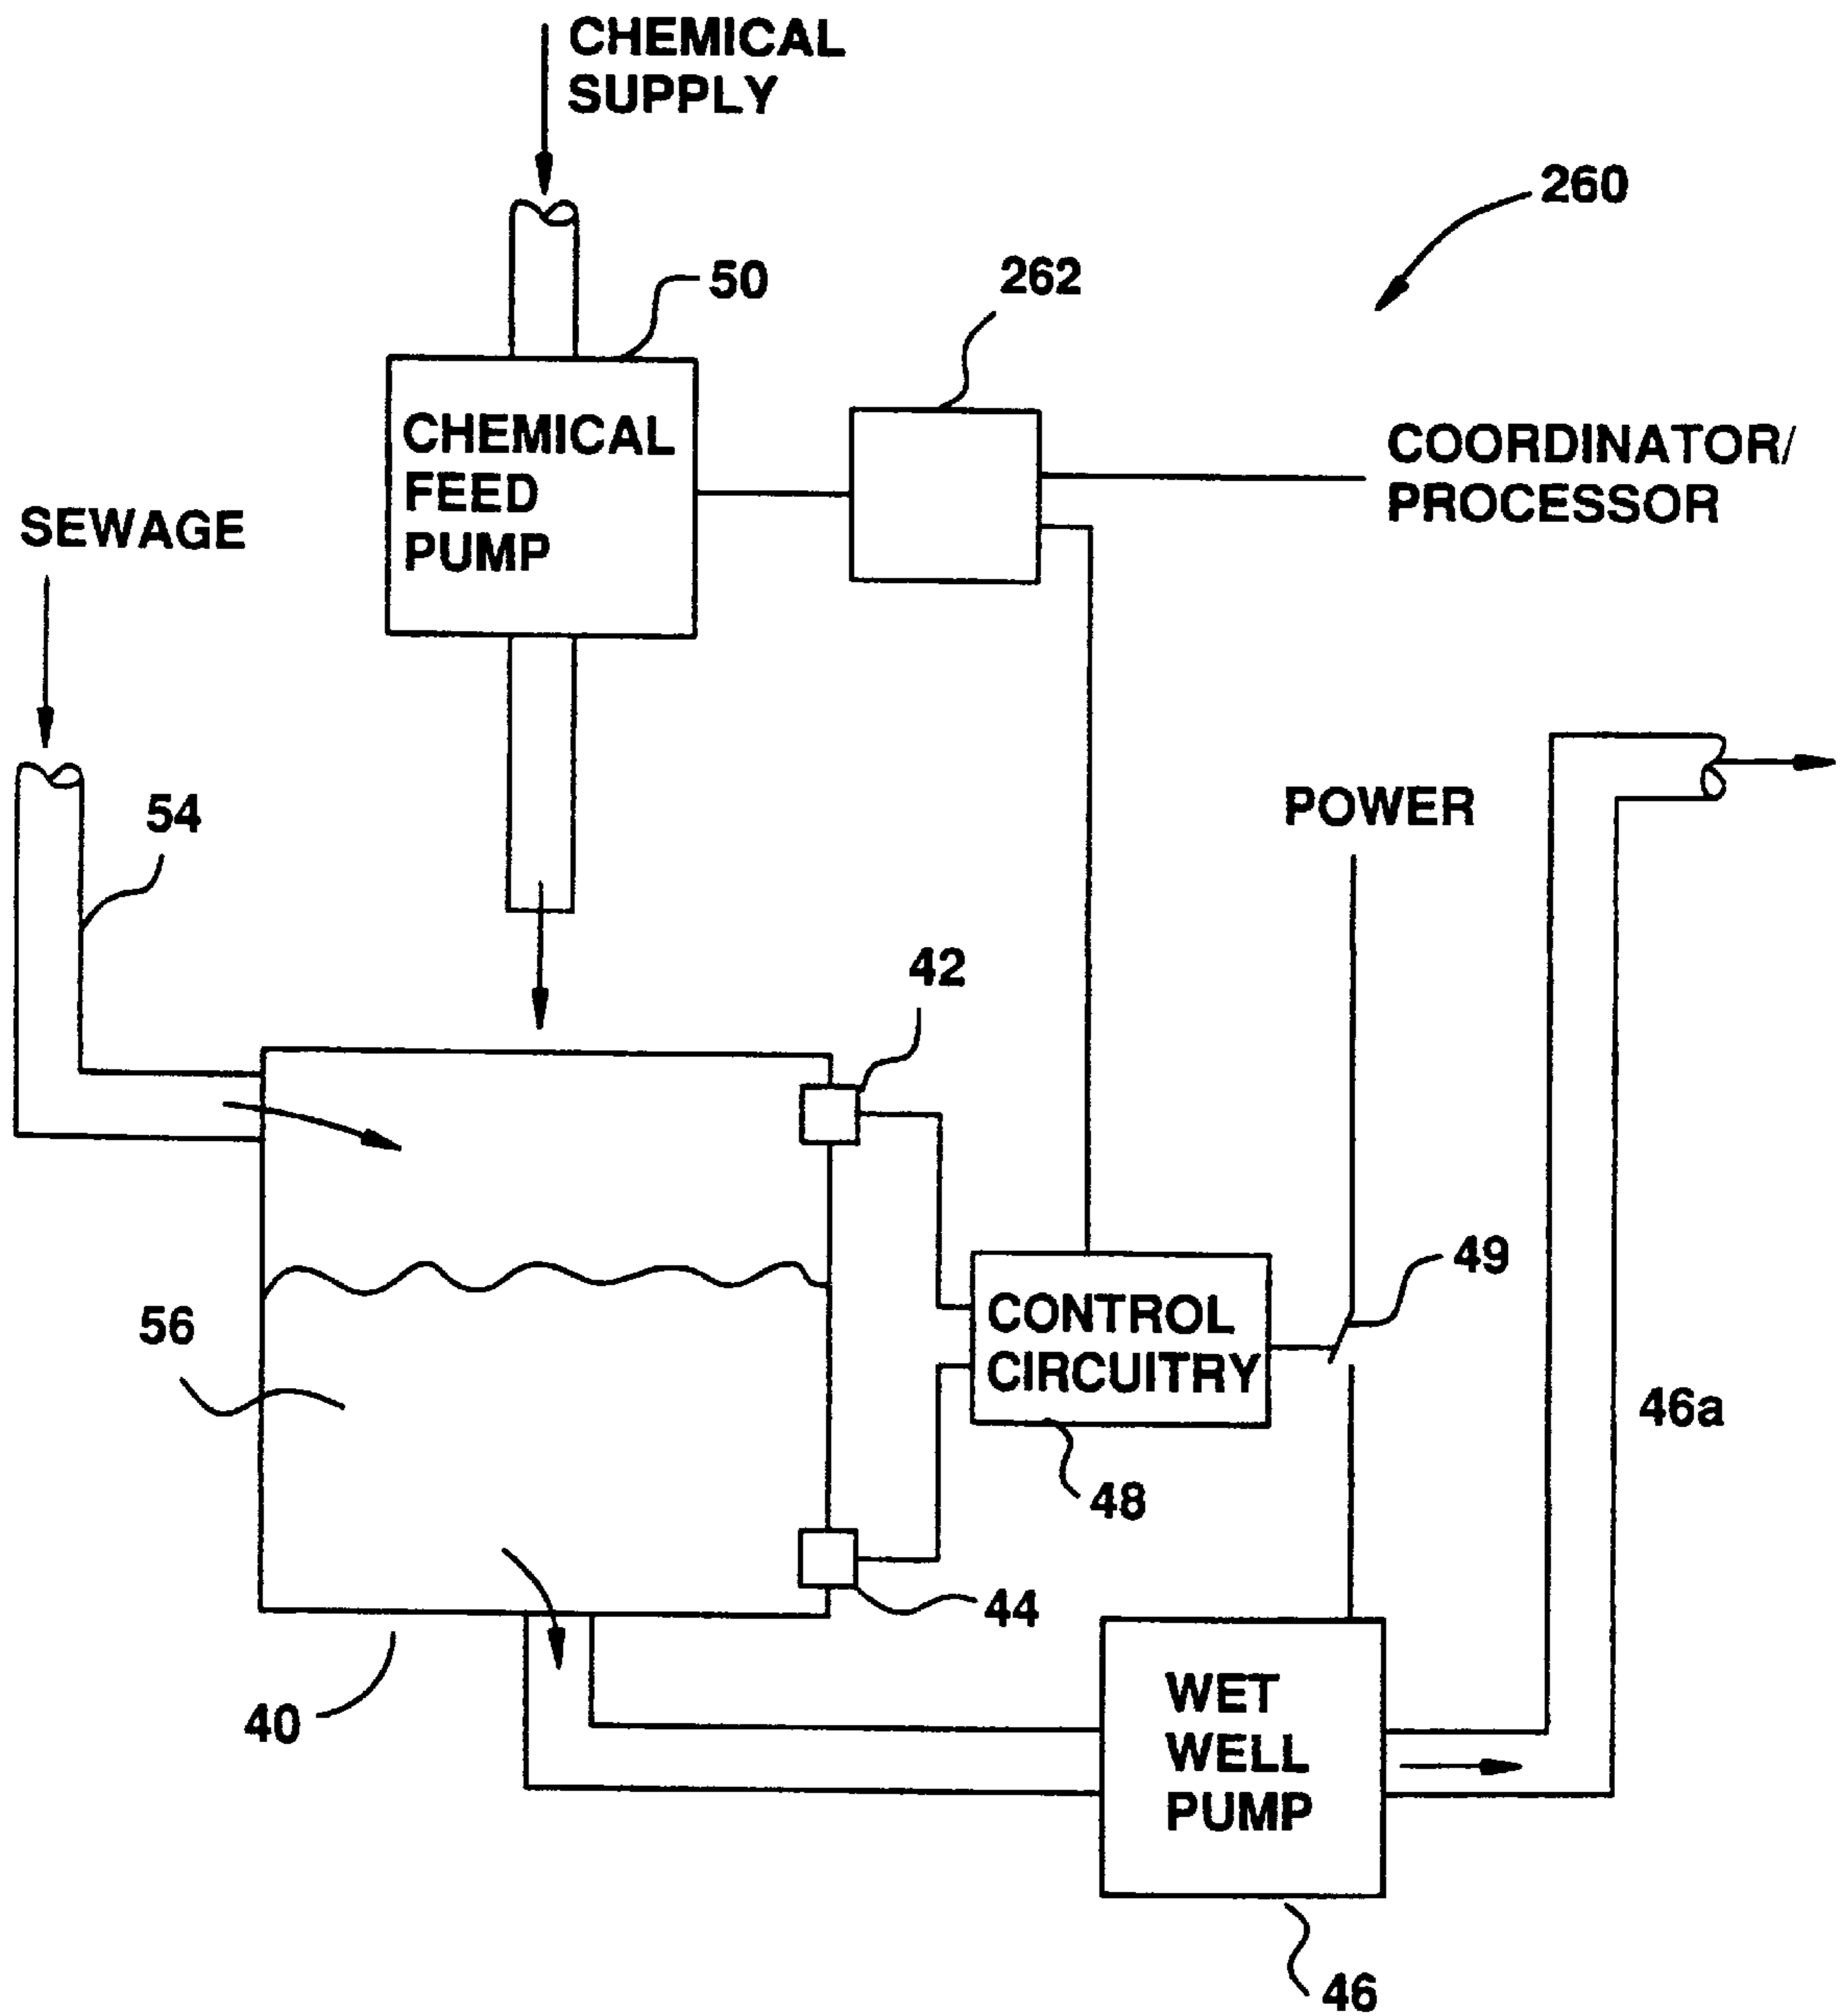 CHEMICAL
SUPPLY
260
50
262
CHEMICAL
FEED
PUMP
COORDINATOR/
PROCESSOR
SEWAGE
54
POWER
42
49
56
CONTROL
CIRCUITRY
46a
48
44
40
WET
WELL
PUMP
46